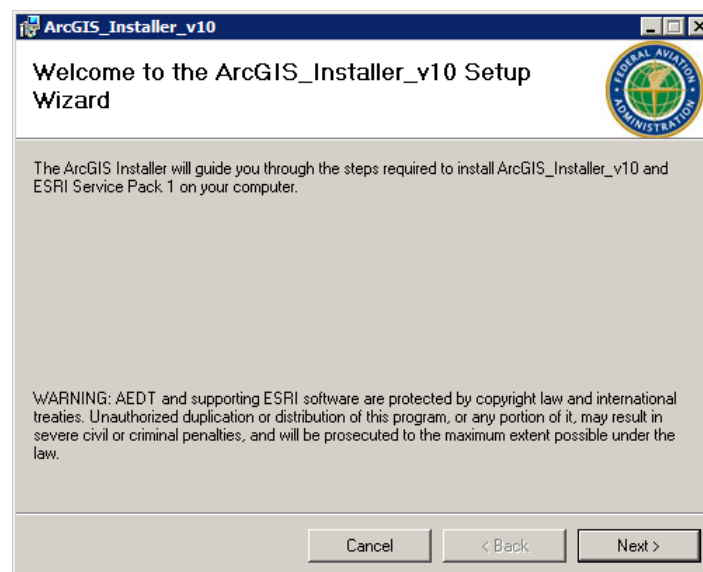 ArcGIS_Installer_v10
Welcome to the ArcGIS_Installer_v10 Setup
Wizard
FEDERAL AVIATION
ADMINISTRATION
The ArcGIS Installer will guide you through the steps required to install ArcGIS_Installer_v10 and
ESRI Service Pack 1 on your computer.
WARNING: AEDT and supporting ESRI software are protected by copyright law and international
treaties. Unauthorized duplication or distribution of this program, or any portion of it, may result in
severe civil or criminal penalties, and will be prosecuted to the maximum extent possible under the
law.
Cancel
< Back
Next >